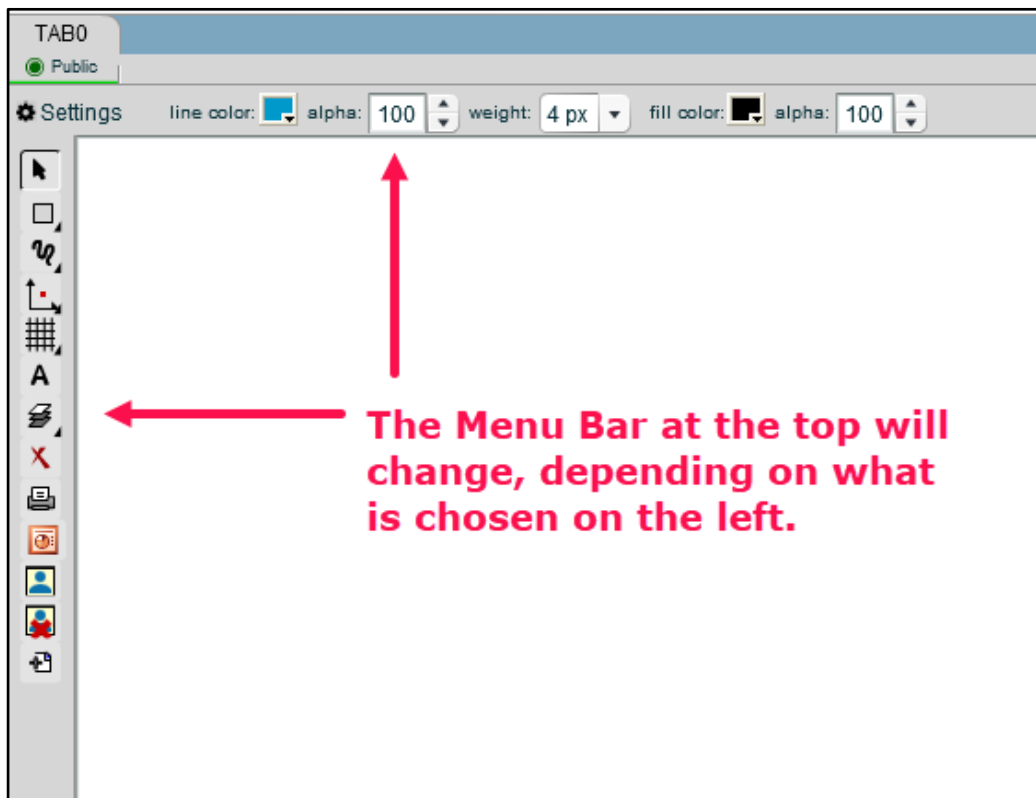 TAB0
Public
Settings line color: alpha: 100 weight: 4 px fill color: alpha: 100
A
The Menu Bar at the top will
change, depending on what
is chosen on the left.